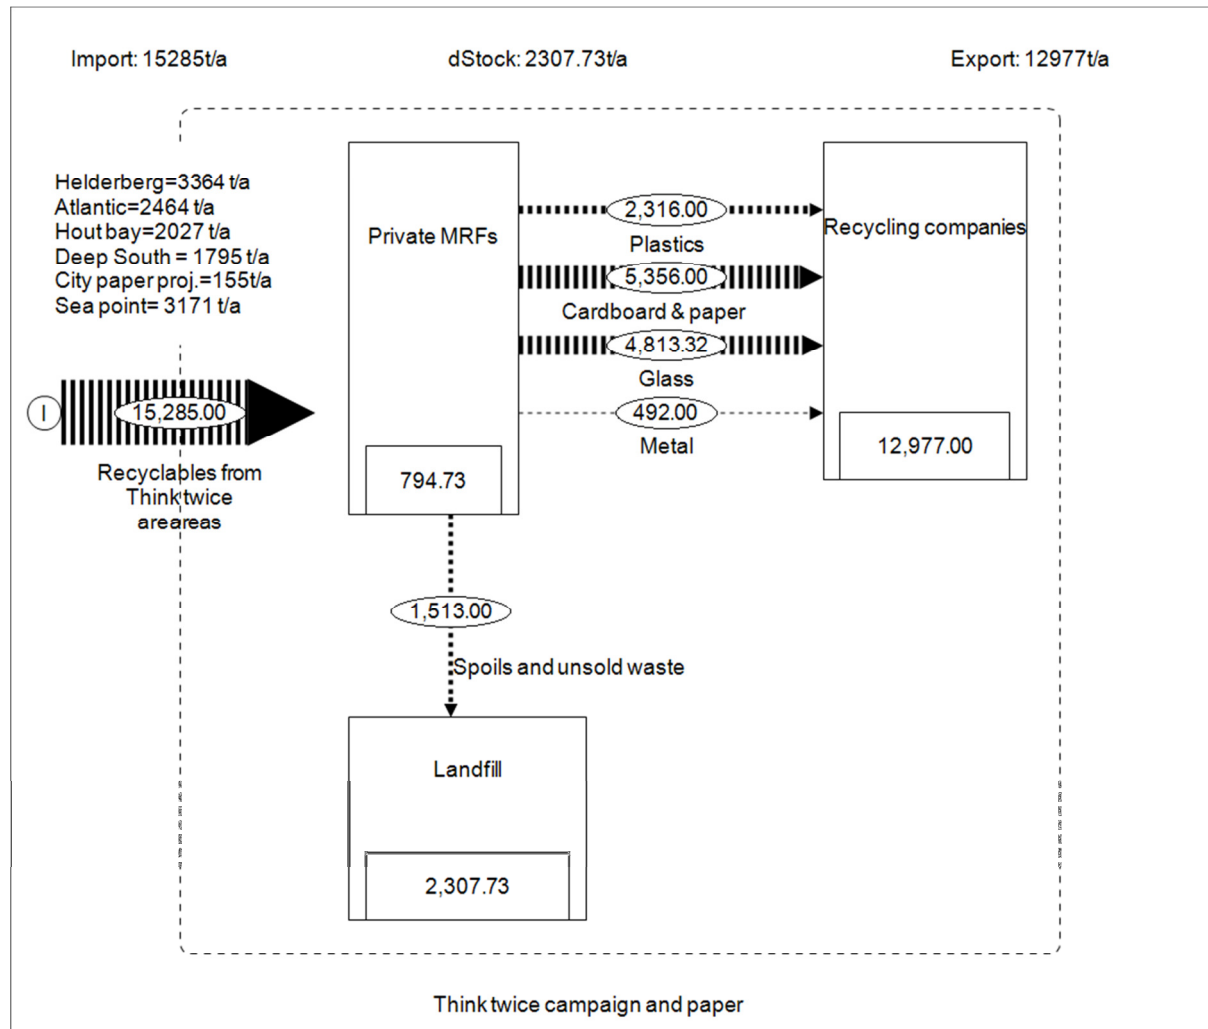 Import: 15285t/a
dStock: 2307.73t/a
Export: 12977t/a
Helderberg=3364 t/a
Atlantic=2464 t/a
Hout bay=2027 t/a
Deep South = 1795 t/a
City paper proj.=155t/a
Sea point= 3171 t/a
I
15,285.00
Recyclables from
Think twice
areareas
Private MRFs
794.73
2,316.00
Plastics
5,356.00
Cardboard & paper
4,813.32
Glass
492.00
Metal
Recycling companies
12,977.00
1,513.00
Spoils and unsold waste
Landfill
2,307.73
Think twice campaign and paper